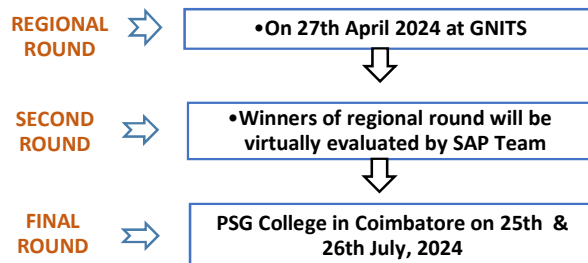 REGIONAL
ROUND
•On 27th April 2024 at GNITS
SECOND
ROUND
•Winners of regional round will be
virtually evaluated by SAP Team
FINAL
ROUND
PSG College in Coimbatore on 25th &
26th July, 2024